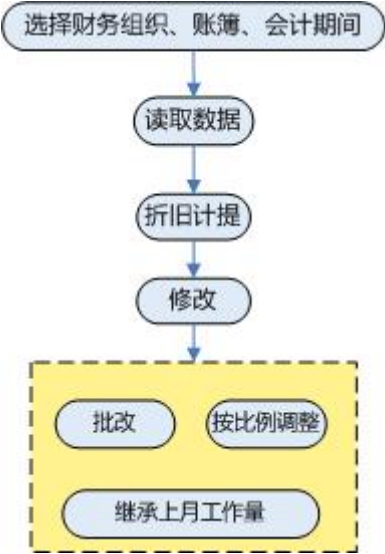 选择财务组织、账簿、会计期间
读取数据
折旧计提
修改
批改
按比例调整
继承上月工作量